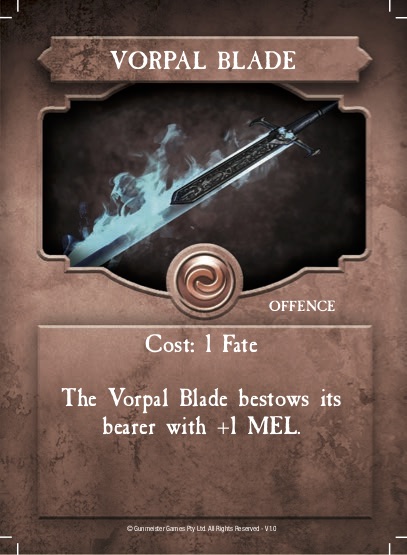 VORPAL BLADE
OFFENCE
Cost: 1 Fate
The Vorpal Blade bestows its
bearer with +1 MEL.
© Gunmeister Games Pty Ltd. All Rights Reserved - V1.0